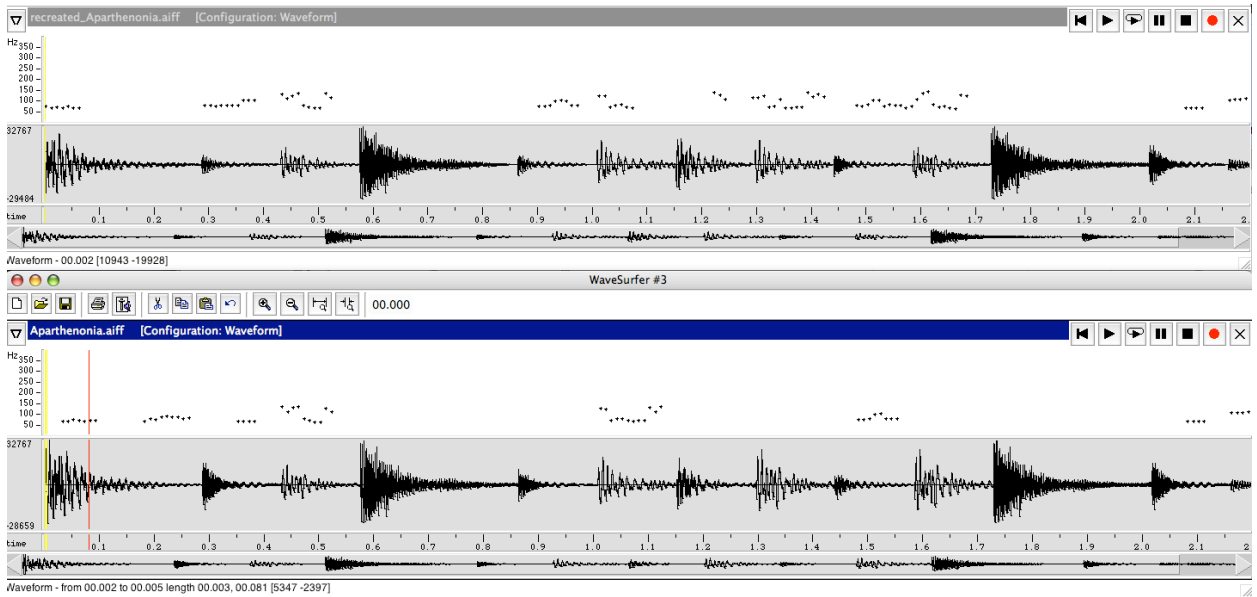 recreated_Aparthenonia.aiff [Configuration: Waveform]
Hz
350
300
250
200
150
100
50
32767
-29484
time 0.1 0.2 0.3 0.4 0.5 0.6 0.7 0.8 0.9 1.0 1.1 1.2 1.3 1.4 1.5 1.6 1.7 1.8 1.9 2.0 2.1 2.
Waveform - 00.002 [10943 -19928]
WaveSurfer #3
00.000
Aparthenonia.aiff [Configuration: Waveform]
Hz
350
300
250
200
150
100
50
32767
-28659
time 0.1 0.2 0.3 0.4 0.5 0.6 0.7 0.8 0.9 1.0 1.1 1.2 1.3 1.4 1.5 1.6 1.7 1.8 1.9 2.0 2.1 2
Waveform - from 00.002 to 00.005 length 00.003, 00.081 [5347 -2397]